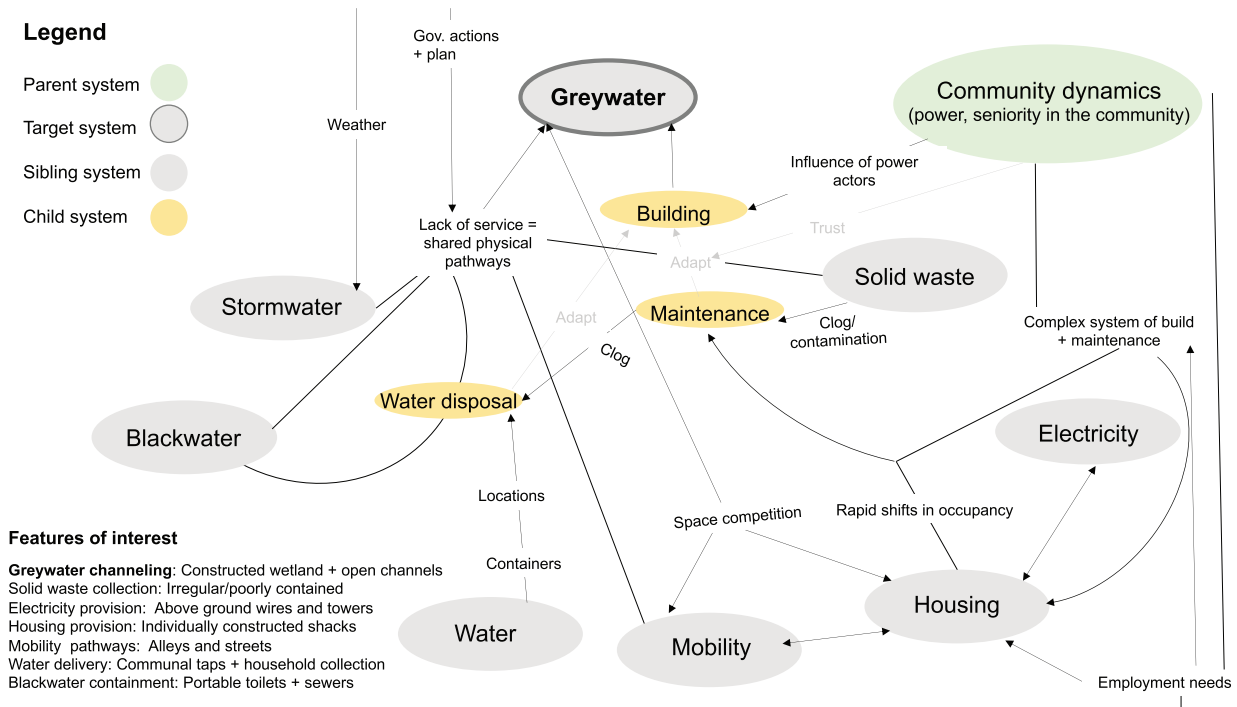 Legend
Parent system
Target system
Sibling system
Child system
Gov. actions
+ plan
Weather
Greywater
Community dynamics
(power, seniority in the community)
Influence of power
actors
Building
Trust
Lack of service =
shared physical
pathways
Adapt
Solid waste
Stormwater
Maintenance
Adapt
Clog/
contamination
Complex system of build
+ maintenance
Clog
Water disposal
Blackwater
Electricity
Locations
Space competition
Rapid shifts in occupancy
Containers
Water
Mobility
Housing
Employment needs
Features of interest
Greywater channeling: Constructed wetland + open channels
Solid waste collection: Irregular/poorly contained
Electricity provision: Above ground wires and towers
Housing provision: Individually constructed shacks
Mobility pathways: Alleys and streets
Water delivery: Communal taps + household collection
Blackwater containment: Portable toilets + sewers